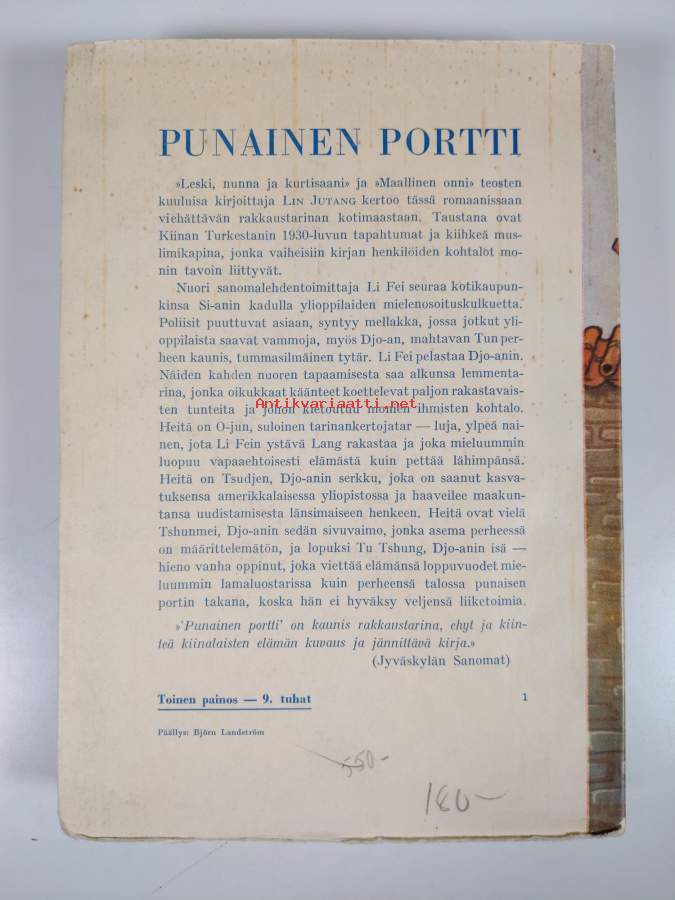 PUNAINEN PORTTI
»Leski, nunna ja kurtisaani» ja »Maallinen onni» teosten
kuuluisa kirjoittaja LIN JUTANG kertoo tässä romaanissaan
viehättävän rakkaustarinan kotimaastaan. Taustana ovat
Kiinan Turkestanin 1930-luvun tapahtumat ja kiihkeä mus-
limikapina, jonka vaiheisiin kirjan henkilöiden kohtalot mo-
nin tavoin liittyvät.
Nuori sanomalehdentoimittaja Li Fei seuraa kotikaupun-
kinsa Si-anin kadulla ylioppilaiden mielenosoituskulkuetta.
Poliisit puuttuvat asiaan, syntyy mellakka, jossa jotkut yli-
oppilaista saavat vammoja, myös Djo-an, mahtavan Tun per-
heen kaunis, tummasilmäinen tytär. Li Fei pelastaa Djo-anin.
Näiden kahden nuoren tapaamisesta saa alkunsa lemmenta-
rina, jonka oikukkaat käänteet koettelevat paljon rakastavais-
ten tunteita ja johon kietoutuu monien ihmisten kohtalo.
Antikvariaatti.net
Heitä on O-jun, suloinen tarinankertojatar — luja, ylpeä nai-
nen, jota Li Fein ystävä Lang rakastaa ja joka mieluummin
luopuu vapaaehtoisesti elämästä kuin pettää lähimpänsä.
Heitä on Tsudjen, Djo-anin serkku, joka on saanut kasva-
tuksensa amerikkalaisessa yliopistossa ja haaveilee maakun-
tansa uudistamisesta länsimaiseen henkeen. Heitä ovat vielä
Tshunmei, Djo-anin sedän sivuvaimo, jonka asema perheessä
on määrittelemätön, ja lopuksi Tu Tshung, Djo-anin isä —
hieno vanha oppinut, joka viettää elämänsä loppuvuodet mie-
luummin lamaluostarissa kuin perheensä talossa punaisen
portin takana, koska hän ei hyväksy veljensä liiketoimia.
»'Punainen portti' on kaunis rakkaustarina, ehyt ja kiin-
teä kiinalaisten elämän kuvaus ja jännittävä kirja.»
(Jyväskylän Sanomat)
Toinen painos — 9. tuhat 1
Päällys: Björn Landström
550-
180-